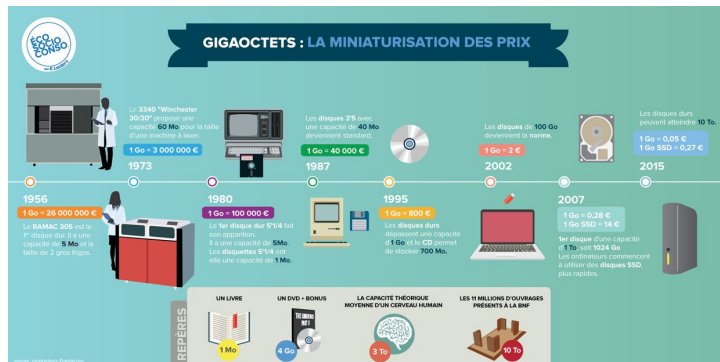 ÉCO
SOCIO
CONSO
GIGAOCTETS : LA MINIATURISATION DES PRIX
Le 3340 "Winchester
30/30" propose une
capacité 60 Mo pour la taille
d'une machine à laver.
1 Go = 3 000 000 €
1973
Les disques 3'5 avec
une capacité de 40 Mo
deviennent standard.
1 Go = 40 000 €
1987
Les disques de 100 Go
deviennent la norme.
1 Go = 2 €
2002
Les disques durs
peuvent atteindre 10 To.
1 Go = 0,05 €
1 Go SSD = 0,27 €
2015
1956
1 Go = 26 000 000 €
Le RAMAC 305 est le
1er disque dur. Il a une
capacité de 5 Mo et la
taille de 2 gros frigos.
1980
1 Go = 100 000 €
Le 1er disque dur 5'1/4 fait
son apparition.
Il a une capacité de 5Mo.
Les disquettes 5'1/4 ont
elle une capacité de 1 Mo.
1995
1 Go = 800 €
Les disques durs
dépassent une capacité
d'1 Go et le CD permet
de stocker 700 Mo.
2007
1 Go = 0,28 €
1 Go SSD = 14 €
1er disque d'une capacité
d'1 To, soit 1024 Go.
Les ordinateurs commencent
à utiliser des disques SSD,
plus rapides.
REPÈRES
UN LIVRE
1 Mo
UN DVD + BONUS
4 Go
LA CAPACITÉ THÉORIQUE
MOYENNE D'UN CERVEAU HUMAIN
3 To
LES 11 MILLIONS D'OUVRAGES
PRÉSENTS À LA BNF
10 To